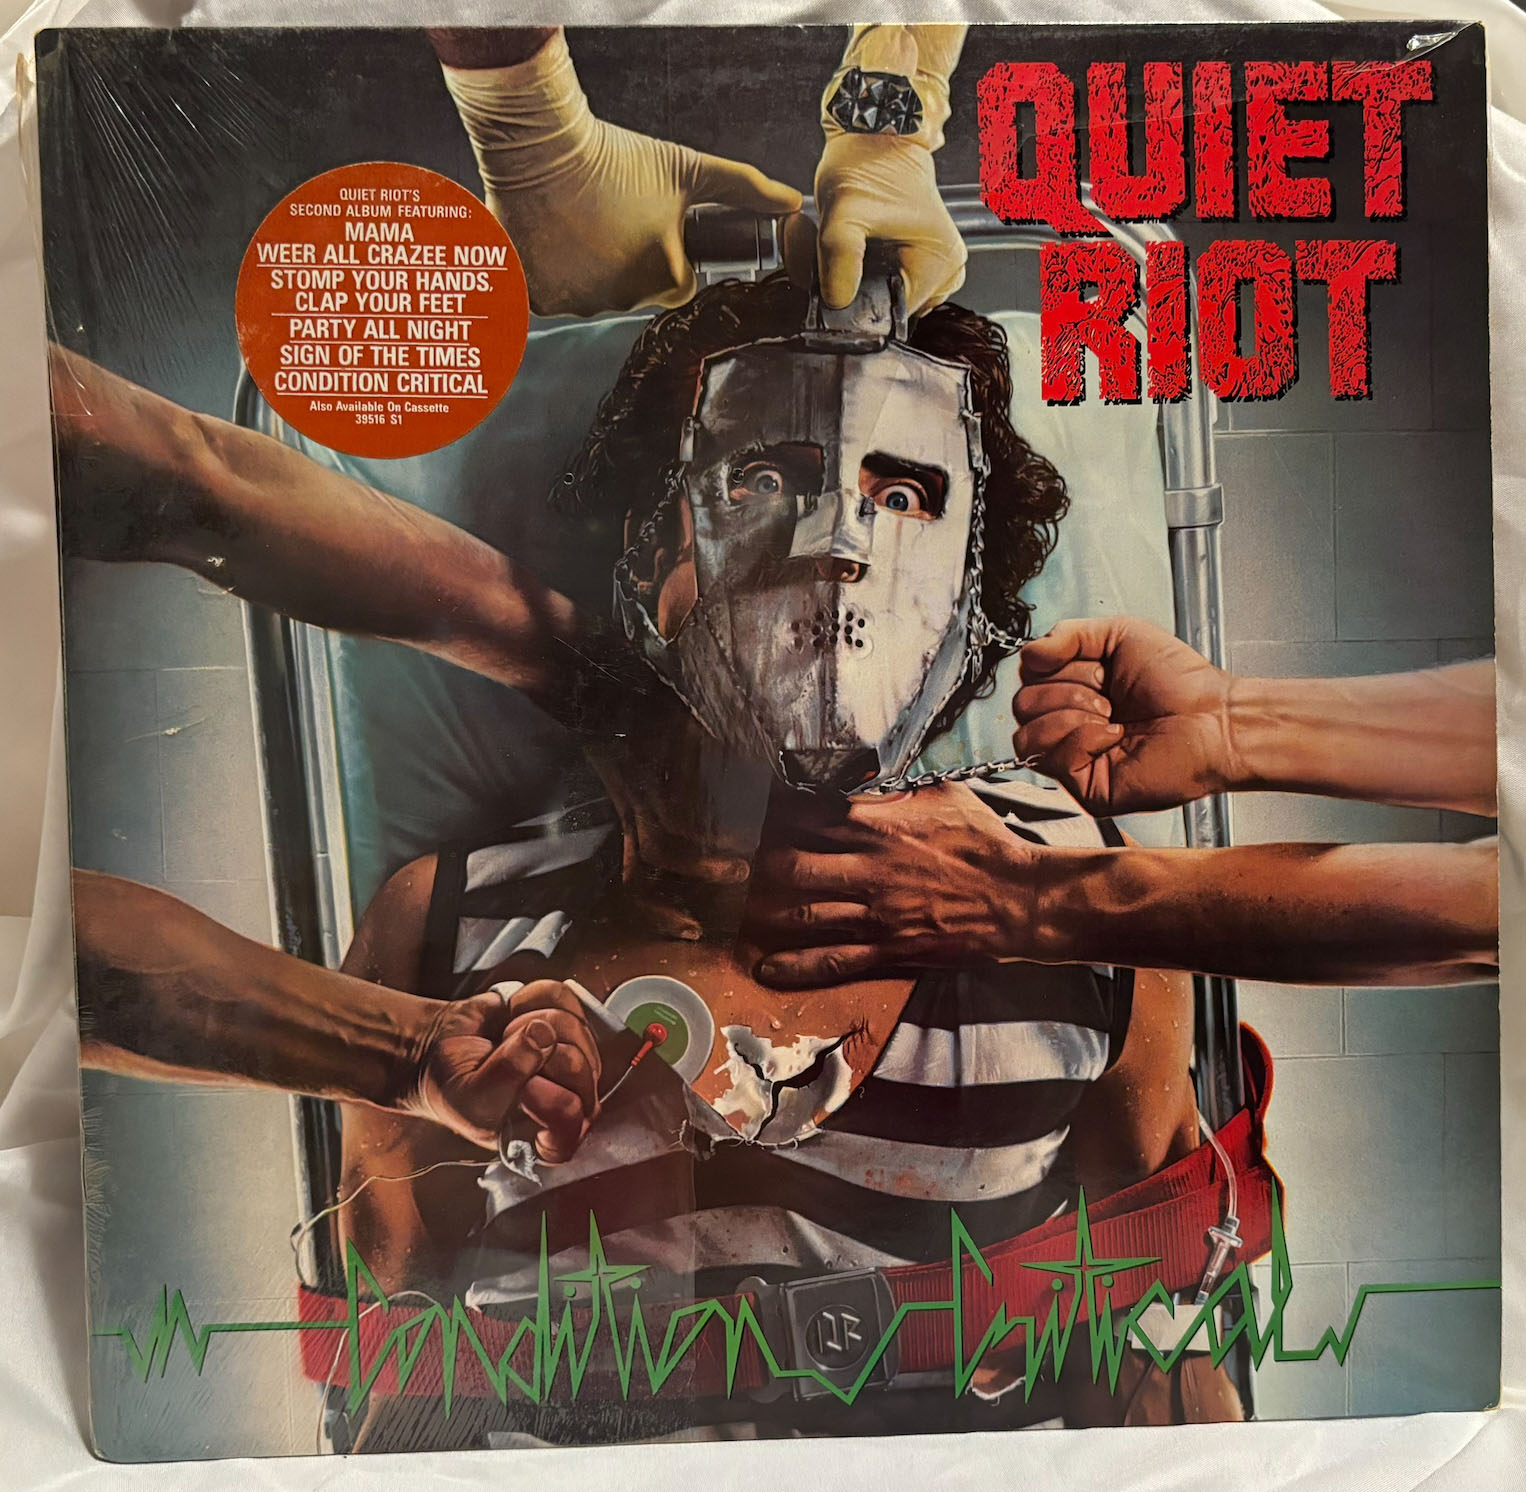 QUIET
RIOT
QUIET RIOT'S
SECOND ALBUM FEATURING:
MAMA
WEER ALL CRAZEE NOW
STOMP YOUR HANDS,
CLAP YOUR FEET
PARTY ALL NIGHT
SIGN OF THE TIMES
CONDITION CRITICAL
Also Available On Cassette
39516 S1
Condition Critical